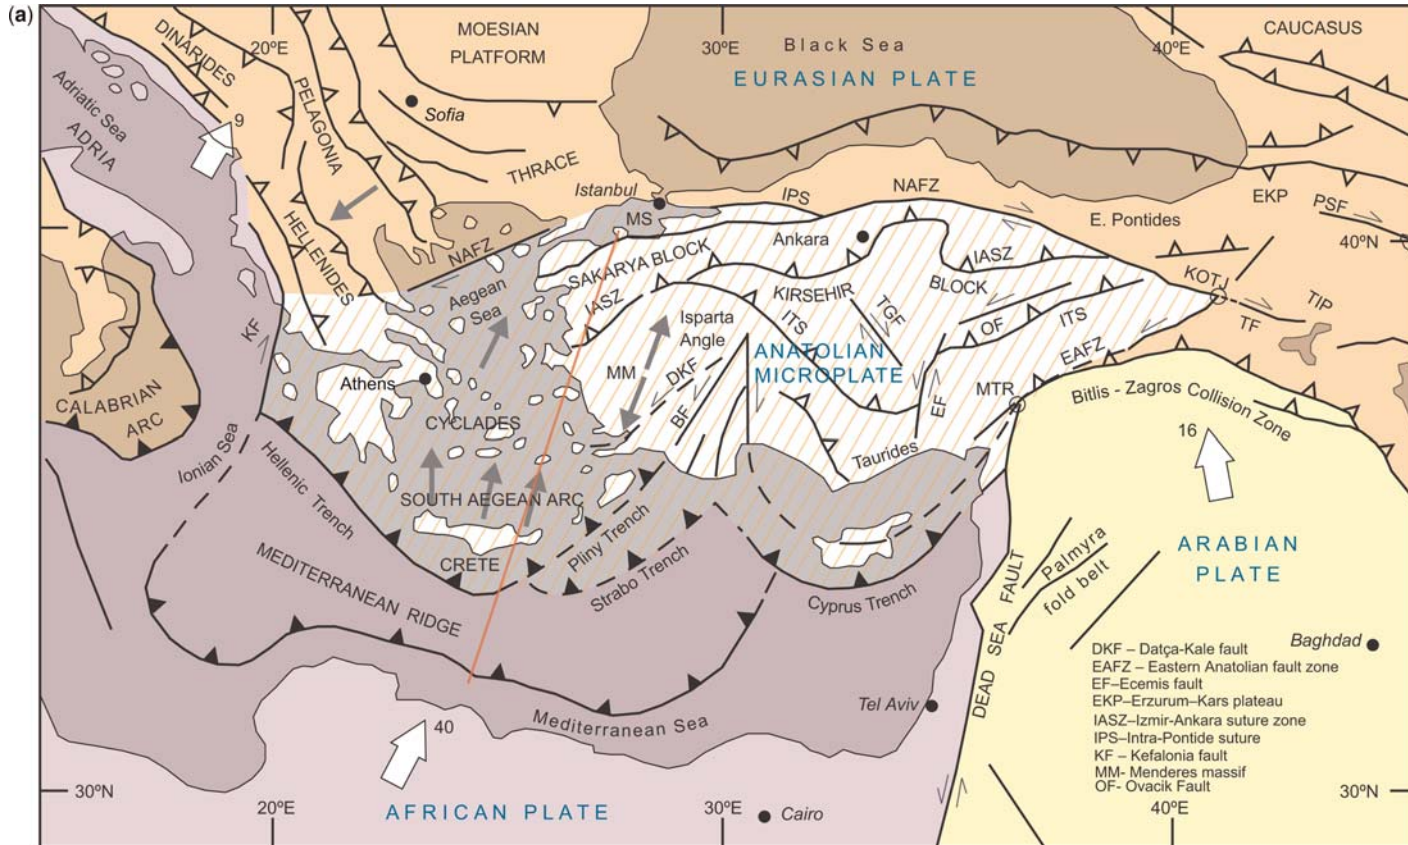 (a)
DINARIDES
20ºE
MOESIAN
PLATFORM
30ºE
Black Sea
EURASIAN PLATE
40ºE
CAUCASUS
Adriatic Sea
ADRIA
9
PELAGONIA
Sofia
THRACE
Istanbul
MS
IPS
NAFZ
E. Pontides
EKP
PSF
40ºN
HELLENIDES
NAFZ
Aegean
Sea
SAKARYA BLOCK
Ankara
IASZ
KIRSEHIR
BLOCK
IASZ
KOTJ
TIP
TF
KF
Isparta
Angle
ITS
TGF
OF
ITS
EAFZ
ANATOLIAN
MICROPLATE
MM
DKF
BF
EF
MTR
Athens
CYCLADES
CALABRIAN
ARC
Ionian Sea
Hellenic Trench
SOUTH AEGEAN ARC
CRETE
Pliny Trench
Strabo Trench
Taurides
Bitlis - Zagros Collision Zone
16
Cyprus Trench
MEDITERRANEAN RIDGE
DEAD SEA FAULT
Palmyra
fold belt
ARABIAN
PLATE
Baghdad
Mediterranean Sea
Tel Aviv
40
DKF – Datça-Kale fault
EAFZ – Eastern Anatolian fault zone
EF–Ecemis fault
EKP–Erzurum–Kars plateau
IASZ–Izmir-Ankara suture zone
IPS–Intra-Pontide suture
KF – Kefalonia fault
MM- Menderes massif
OF- Ovacik Fault
30ºN
20ºE
AFRICAN PLATE
30ºE
Cairo
40ºE
30ºN